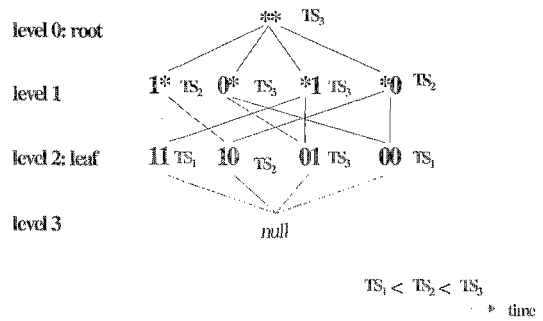 level 0: root ** TS3
level 1 1* TS2 0* TS3 *1 TS3 *0 TS2
level 2: leaf 11 TS1 10 TS2 01 TS3 00 TS1
level 3 null
TS1 < TS2 < TS3
time